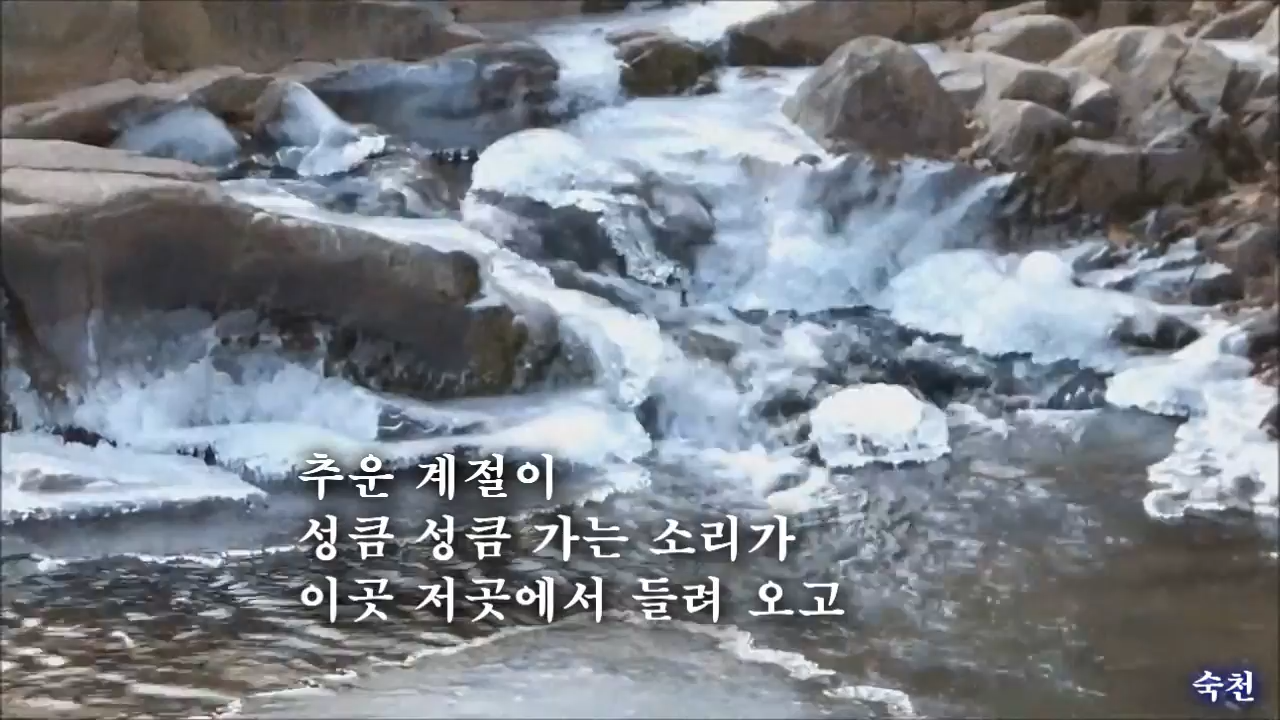 추운 계절이
성큼 성큼 가는 소리가
이곳 저곳에서 들려 오고
숙천